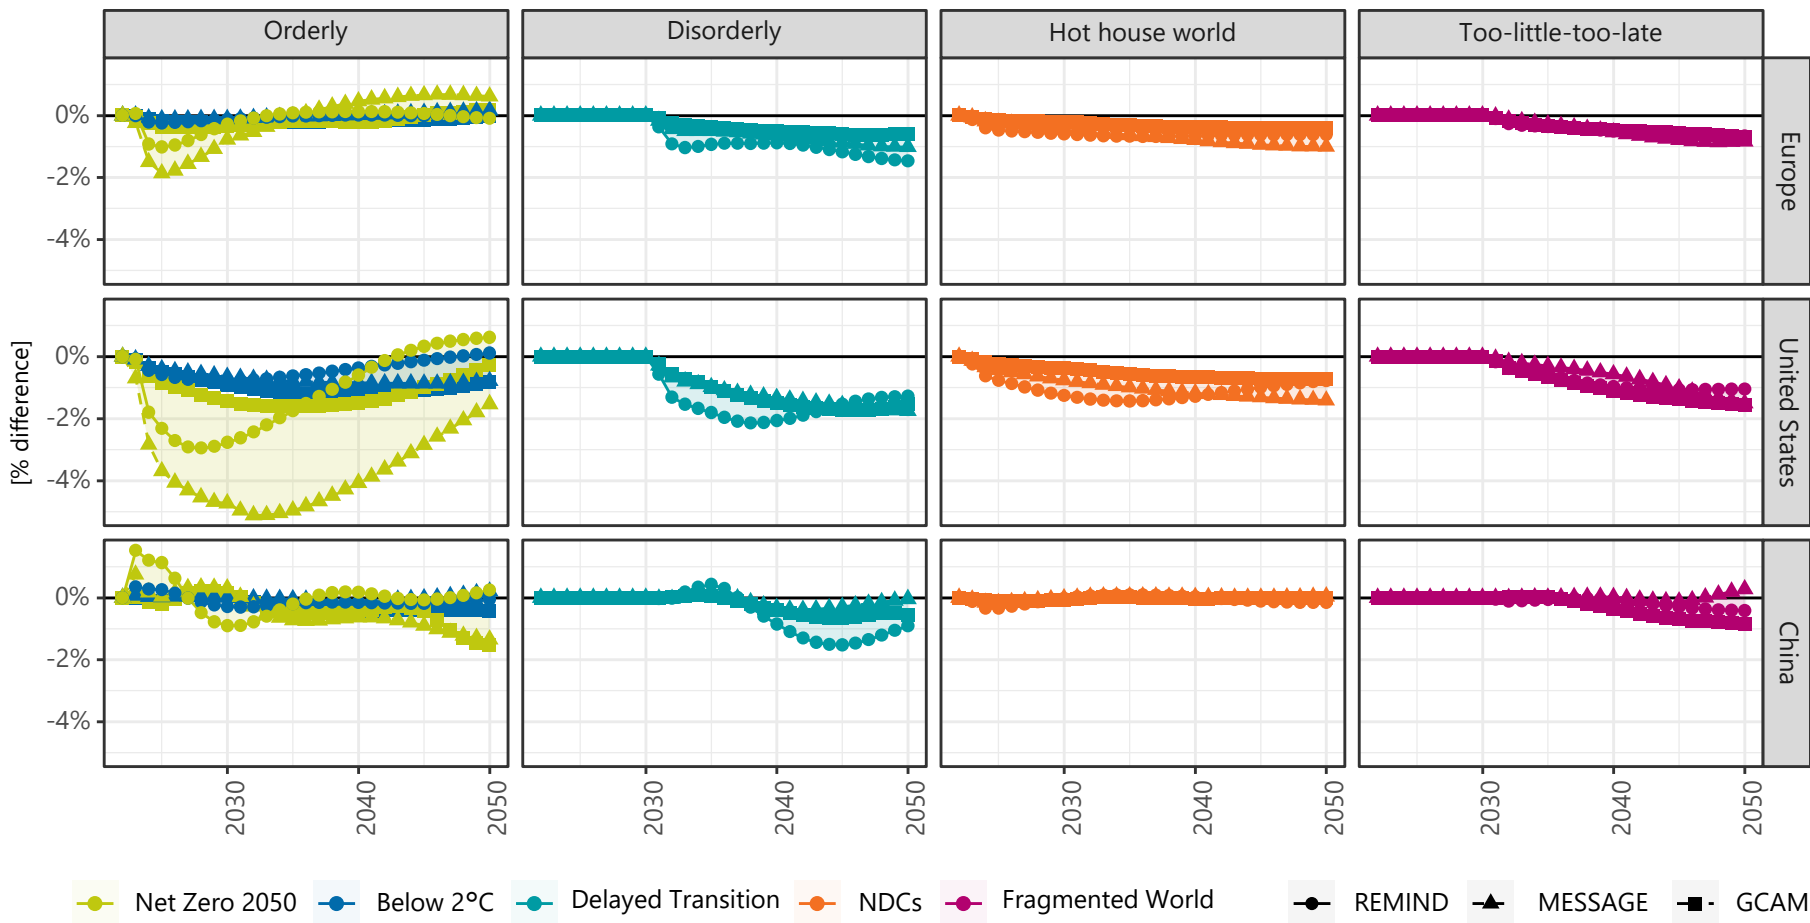 Orderly
Disorderly
Hot house world
Too-little-too-late
[% difference]
0%
-2%
-4%
Europe
0%
-2%
-4%
United States
0%
-2%
-4%
China
2030
2040
2050
2030
2040
2050
2030
2040
2050
2030
2040
2050
Net Zero 2050
Below 2°C
Delayed Transition
NDCs
Fragmented World
REMIND
MESSAGE
GCAM